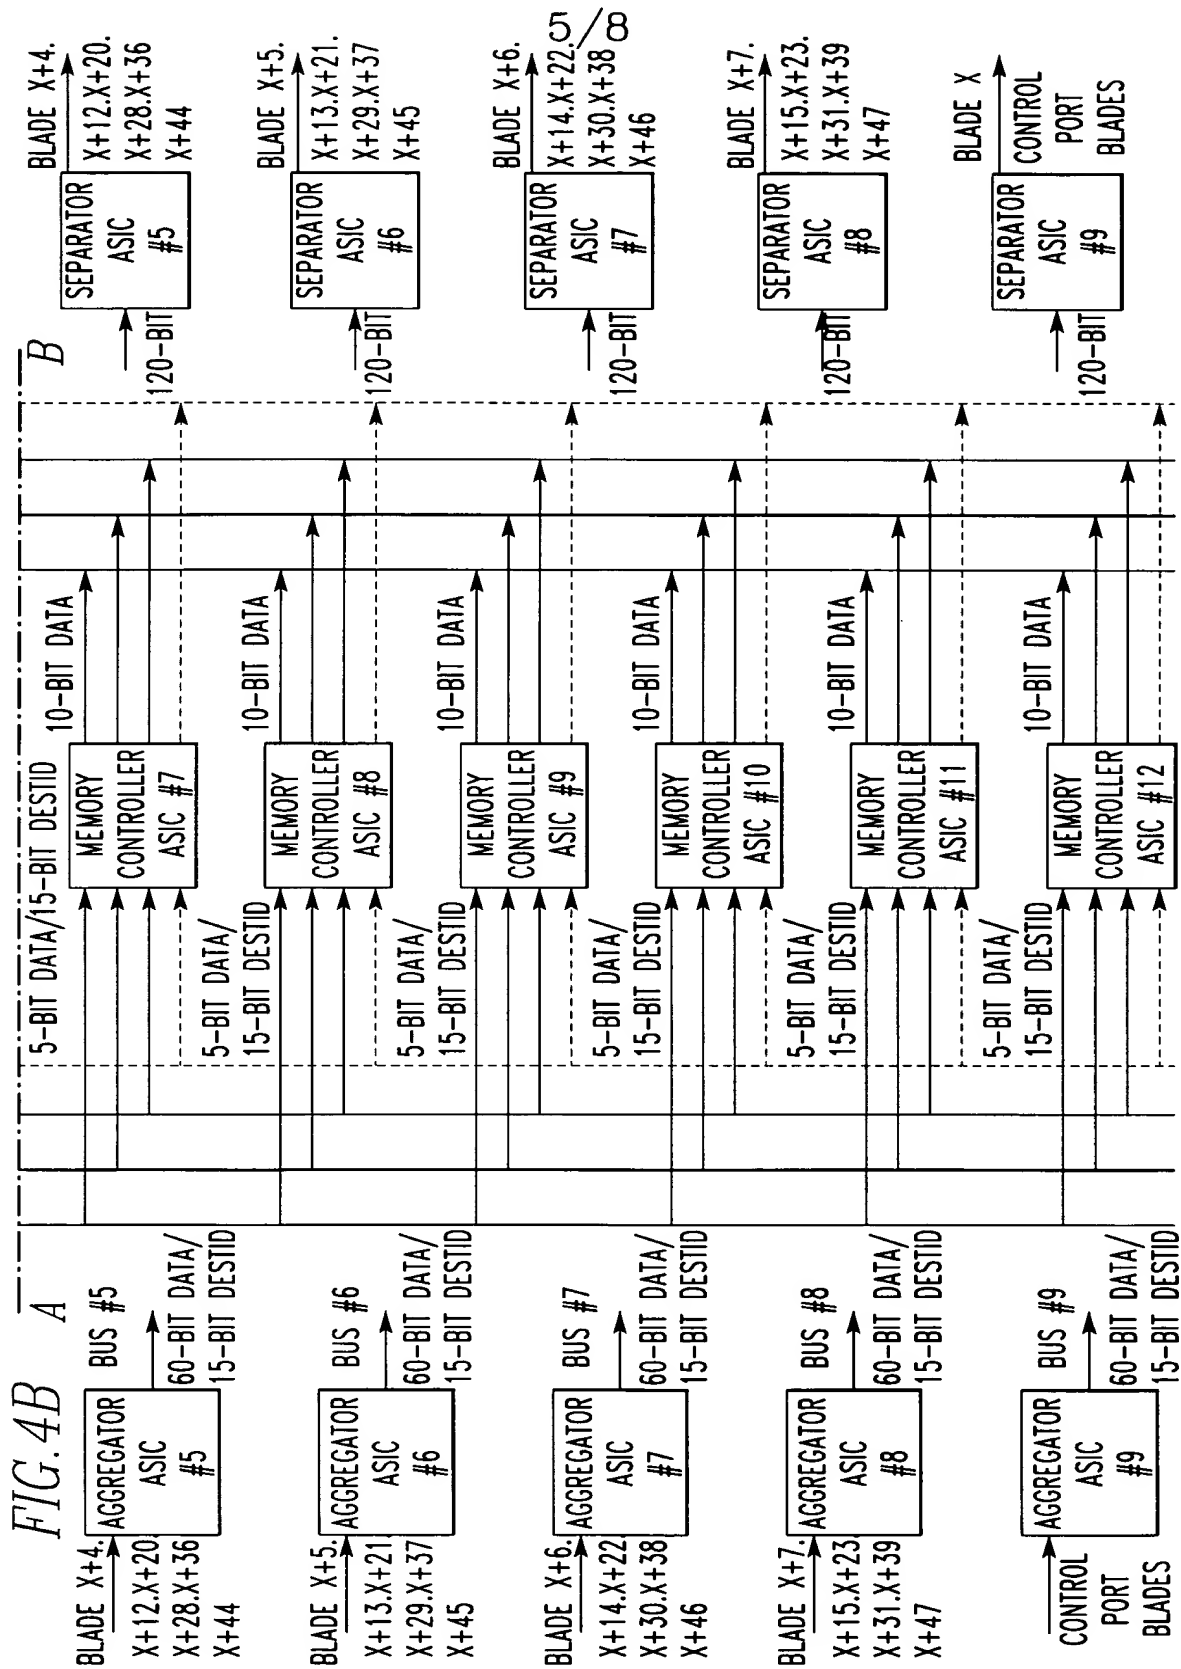 5/8
FIG. 4B
A
B
BLADE X+4.
X+12.X+20.
X+28.X+36
X+44
AGGREGATOR
ASIC
#5
BUS #5
60-BIT DATA/
15-BIT DESTID
BLADE X+5.
X+13.X+21.
X+29.X+37
X+45
AGGREGATOR
ASIC
#6
BUS #6
60-BIT DATA/
15-BIT DESTID
BLADE X+6.
X+14.X+22.
X+30.X+38
X+46
AGGREGATOR
ASIC
#7
BUS #7
60-BIT DATA/
15-BIT DESTID
BLADE X+7.
X+15.X+23.
X+31.X+39
X+47
AGGREGATOR
ASIC
#8
BUS #8
60-BIT DATA/
15-BIT DESTID
CONTROL
PORT
BLADES
AGGREGATOR
ASIC
#9
BUS #9
60-BIT DATA/
15-BIT DESTID
5-BIT DATA/15-BIT DESTID
MEMORY
CONTROLLER
ASIC #7
10-BIT DATA
5-BIT DATA/
15-BIT DESTID
MEMORY
CONTROLLER
ASIC #8
10-BIT DATA
5-BIT DATA/
15-BIT DESTID
MEMORY
CONTROLLER
ASIC #9
10-BIT DATA
5-BIT DATA/
15-BIT DESTID
MEMORY
CONTROLLER
ASIC #10
10-BIT DATA
5-BIT DATA/
15-BIT DESTID
MEMORY
CONTROLLER
ASIC #11
10-BIT DATA
5-BIT DATA/
15-BIT DESTID
MEMORY
CONTROLLER
ASIC #12
10-BIT DATA
120-BIT
SEPARATOR
ASIC
#5
BLADE X+4.
X+12.X+20.
X+28.X+36
X+44
120-BIT
SEPARATOR
ASIC
#6
BLADE X+5.
X+13.X+21.
X+29.X+37
X+45
120-BIT
SEPARATOR
ASIC
#7
BLADE X+6.
X+14.X+22.
X+30.X+38
X+46
120-BIT
SEPARATOR
ASIC
#8
BLADE X+7.
X+15.X+23.
X+31.X+39
X+47
120-BIT
SEPARATOR
ASIC
#9
BLADE X
CONTROL
PORT
BLADES